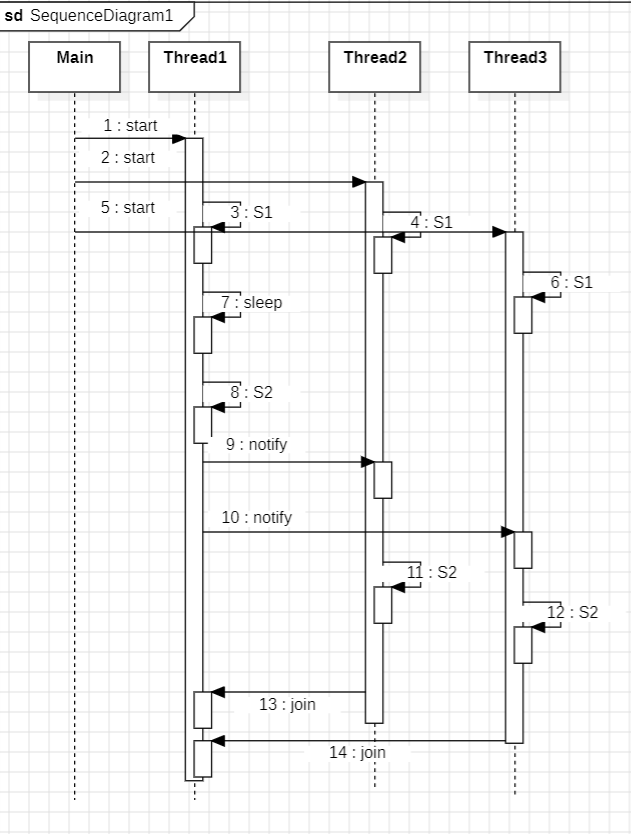 sd SequenceDiagram1
Main
Thread1
Thread2
Thread3
1 : start
2 : start
5 : start
3 : S1
4 : S1
6 : S1
7 : sleep
8 : S2
9 : notify
10 : notify
11 : S2
12 : S2
13 : join
14 : join